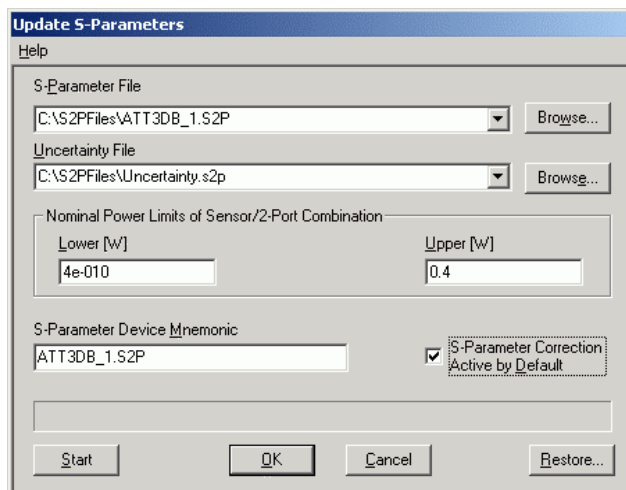 Update S-Parameters
Help
S-Parameter File
C:\S2PFiles\ATT3DB_1.S2P
Browse...
Uncertainty File
C:\S2PFiles\Uncertainty.s2p
Browse...
Nominal Power Limits of Sensor/2-Port Combination
Lower [W]
Upper [W]
4e-010
0.4
S-Parameter Device Mnemonic
ATT3DB_1.S2P
S-Parameter Correction
Active by Default
Start
OK
Cancel
Restore...